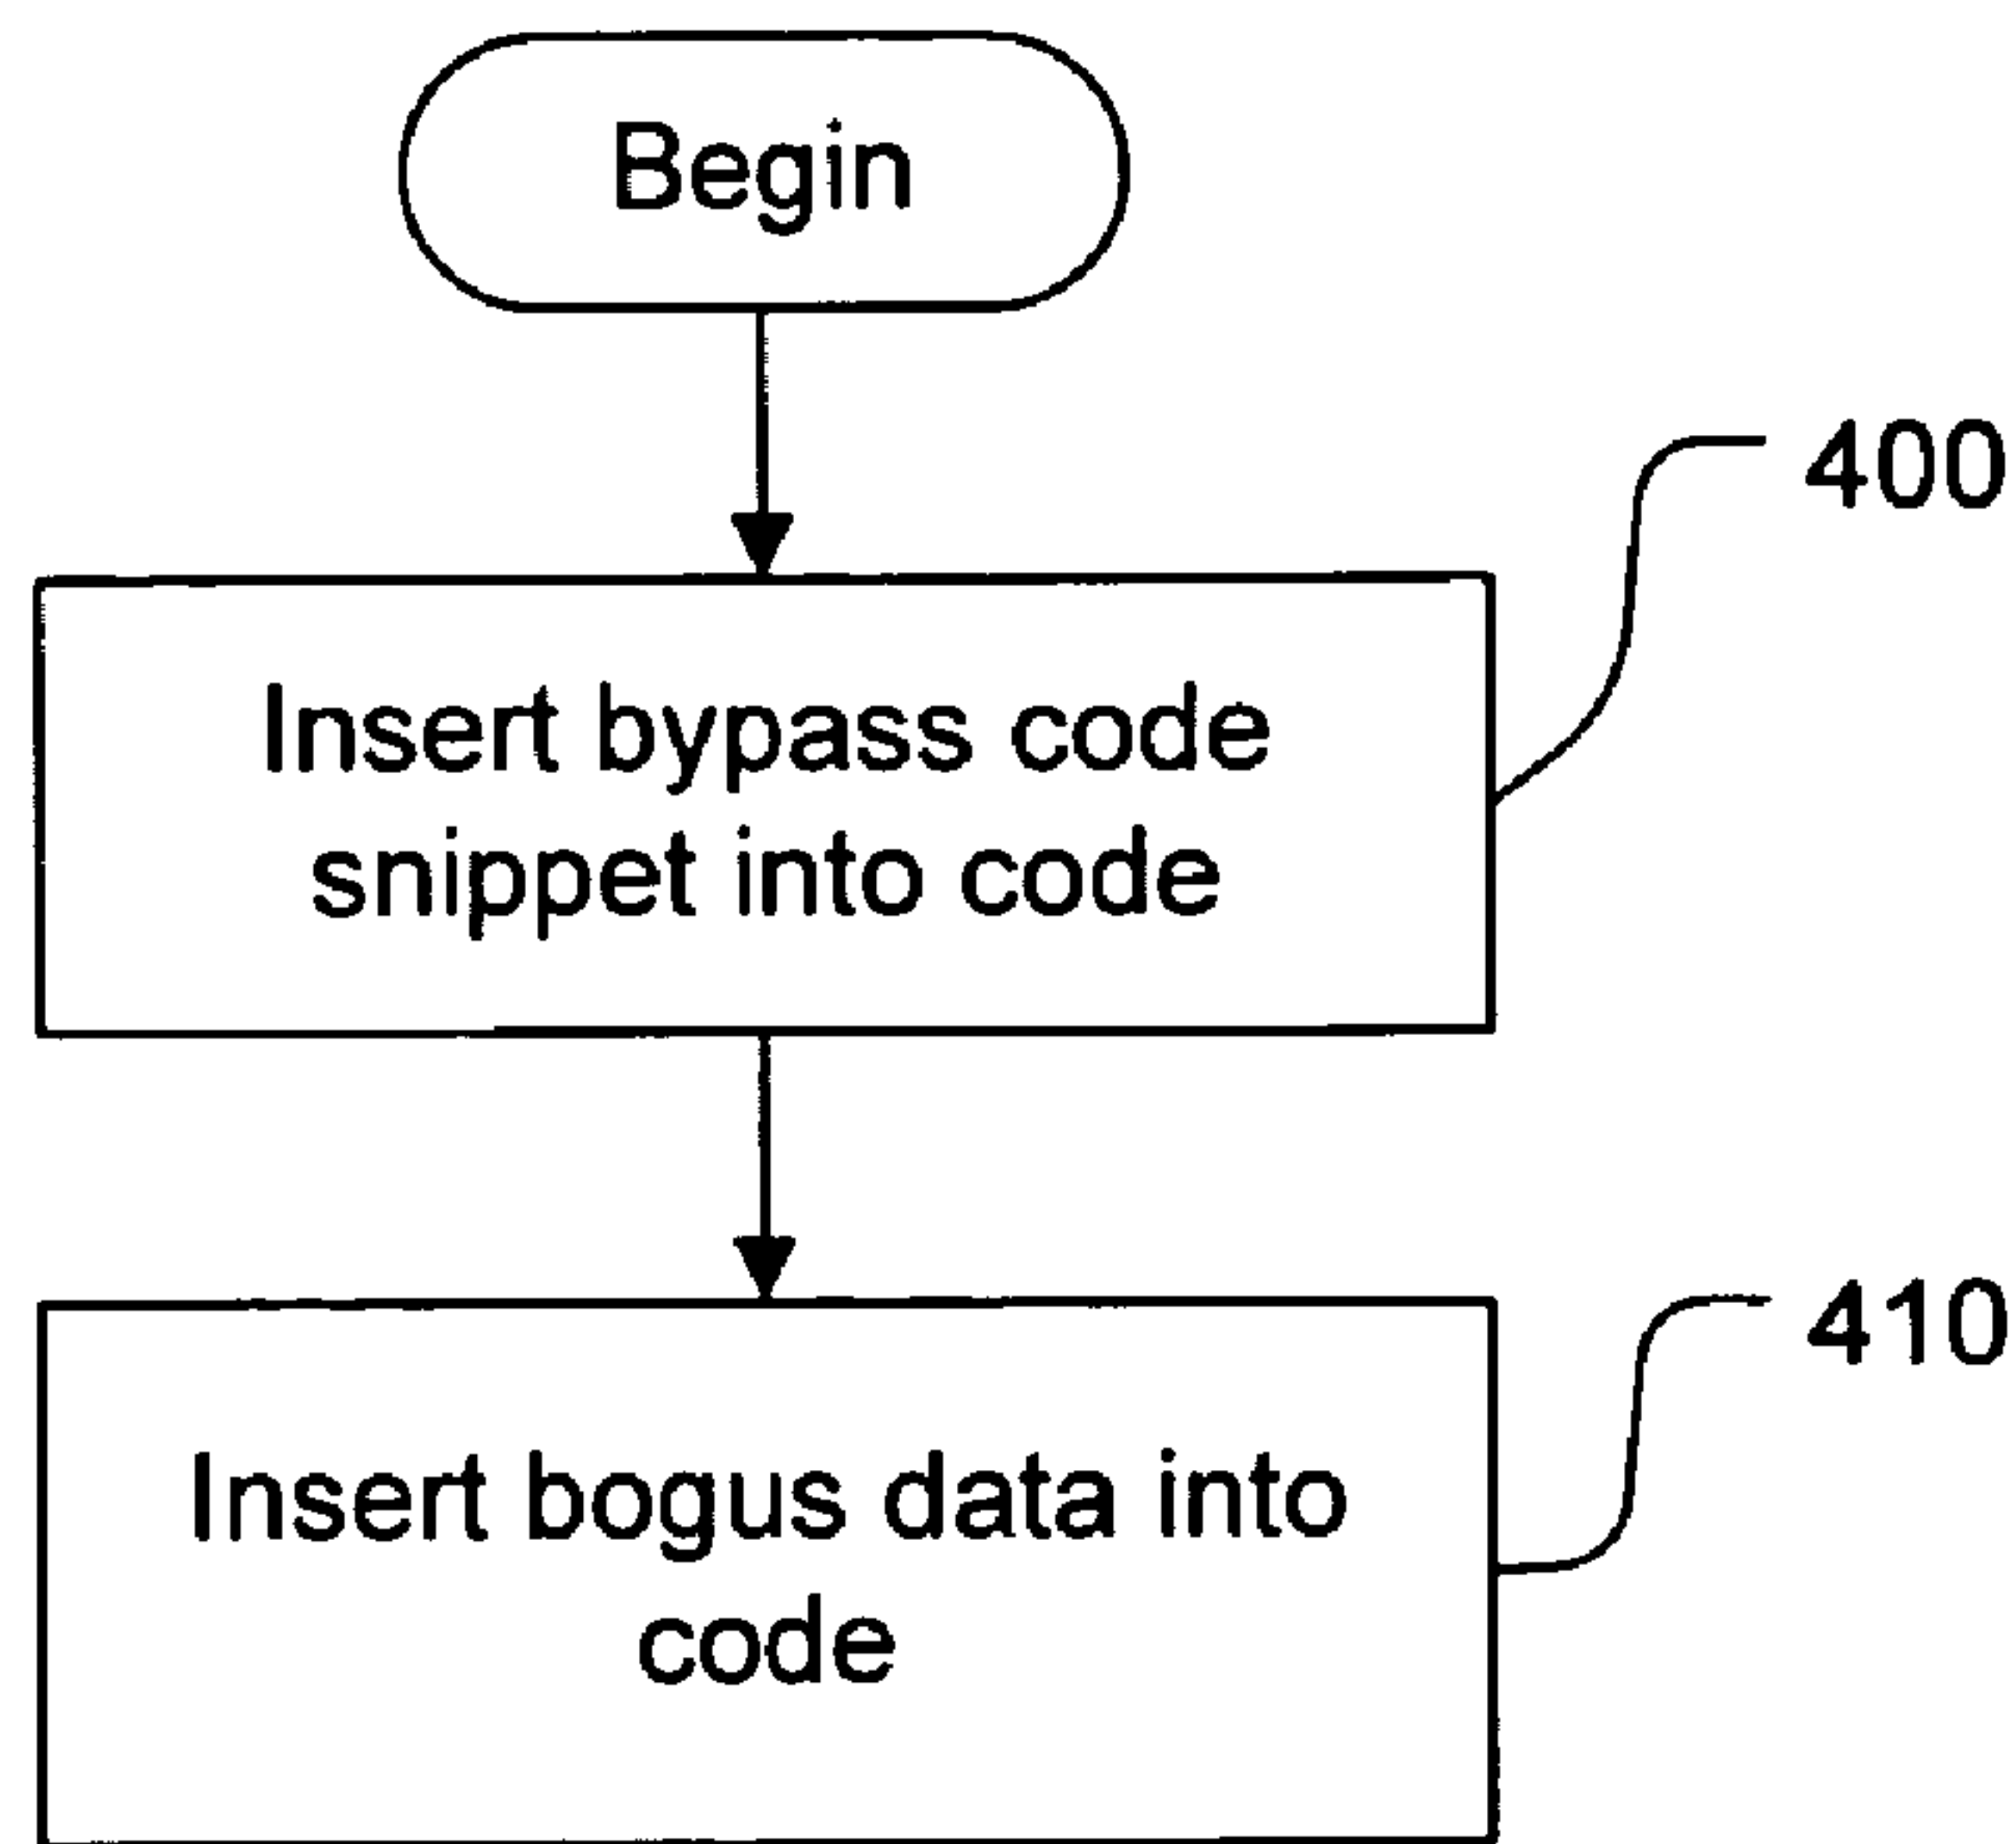 Begin
400
Insert bypass code
snippet into code
410
Insert bogus data into
code